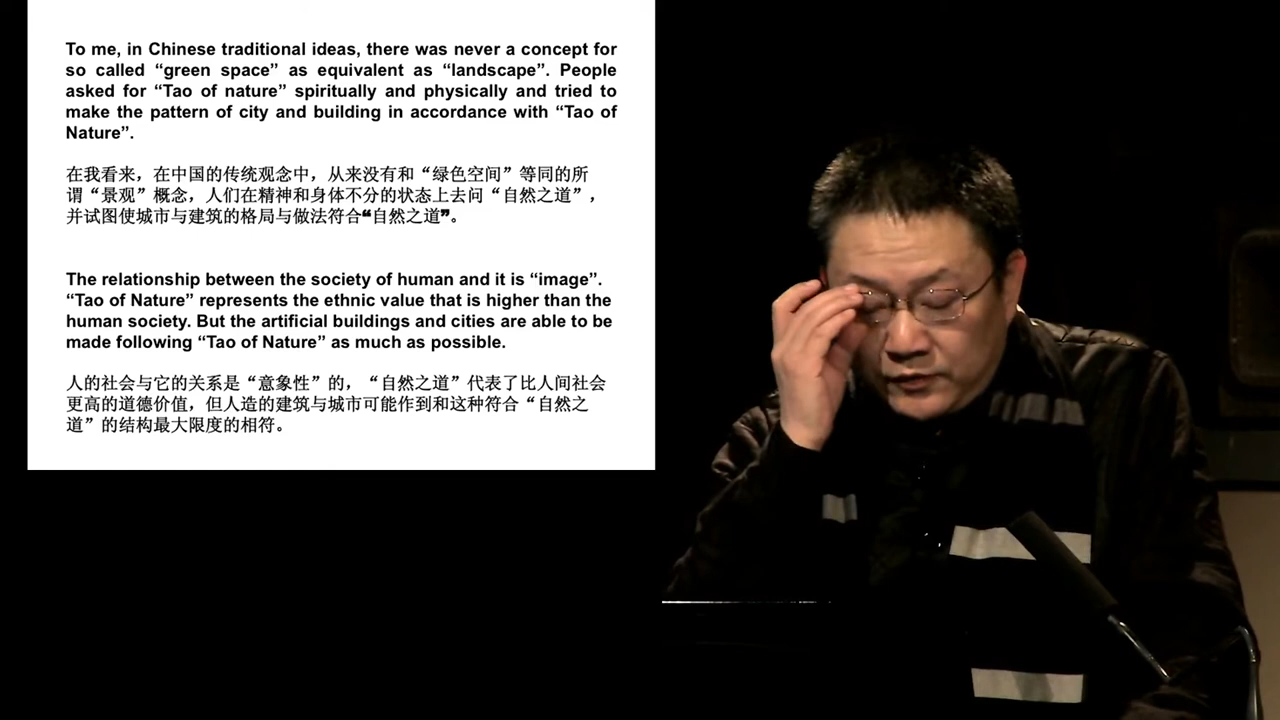 To me, in Chinese traditional ideas, there was never a concept for
so called “green space” as equivalent as “landscape”. People
asked for “Tao of nature” spiritually and physically and tried to
make the pattern of city and building in accordance with “Tao of
Nature”.
在我看来，在中国的传统观念中，从来没有和“绿色空间”等同的所
谓“景观”概念，人们在精神和身体不分的状态上去问“自然之道”，
并试图使城市与建筑的格局与做法符合“自然之道”。
The relationship between the society of human and it is “image”.
“Tao of Nature” represents the ethnic value that is higher than the
human society. But the artificial buildings and cities are able to be
made following “Tao of Nature” as much as possible.
人的社会与它的关系是“意象性”的，“自然之道”代表了比人间社会
更高的道德价值，但人造的建筑与城市可能作到和这种符合“自然之
道”的结构最大限度的相符。